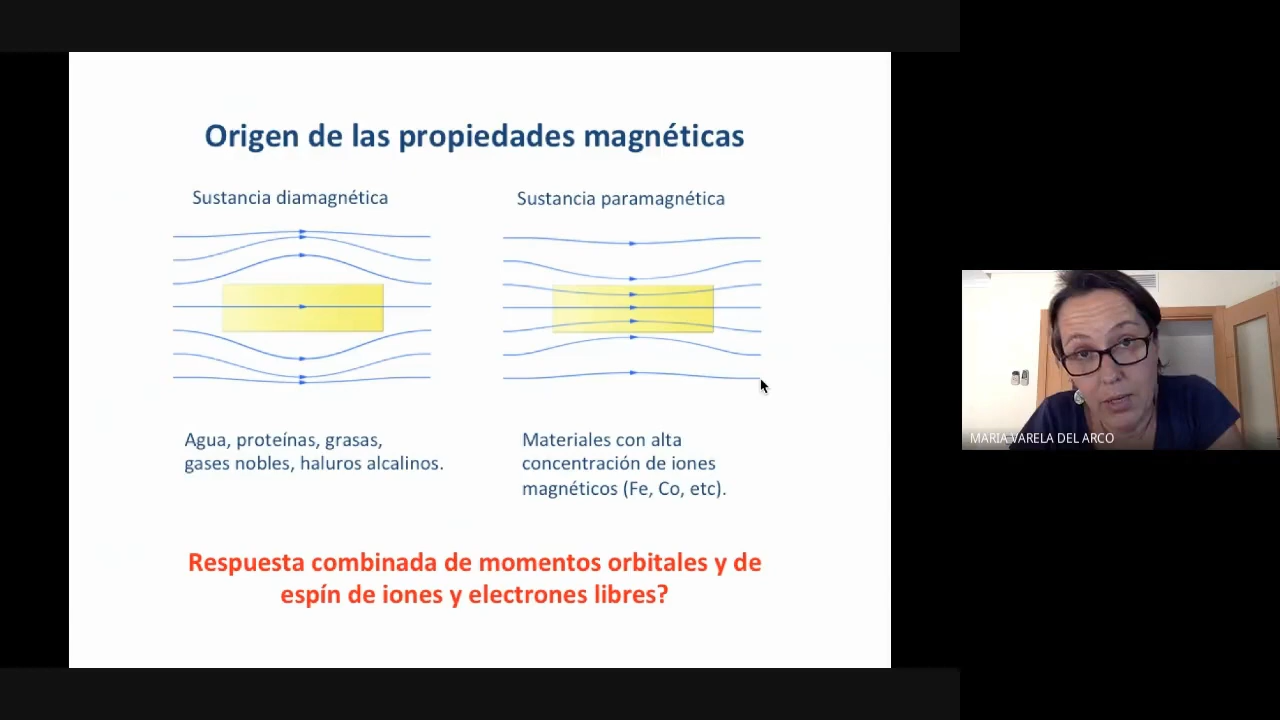 Origen de las propiedades magnéticas
Sustancia diamagnética
Sustancia paramagnética
Agua, proteínas, grasas,
gases nobles, haluros alcalinos.
Materiales con alta
concentración de iones
magnéticos (Fe, Co, etc).
Respuesta combinada de momentos orbitales y de
espín de iones y electrones libres?
MARIA VARELA DEL ARCO